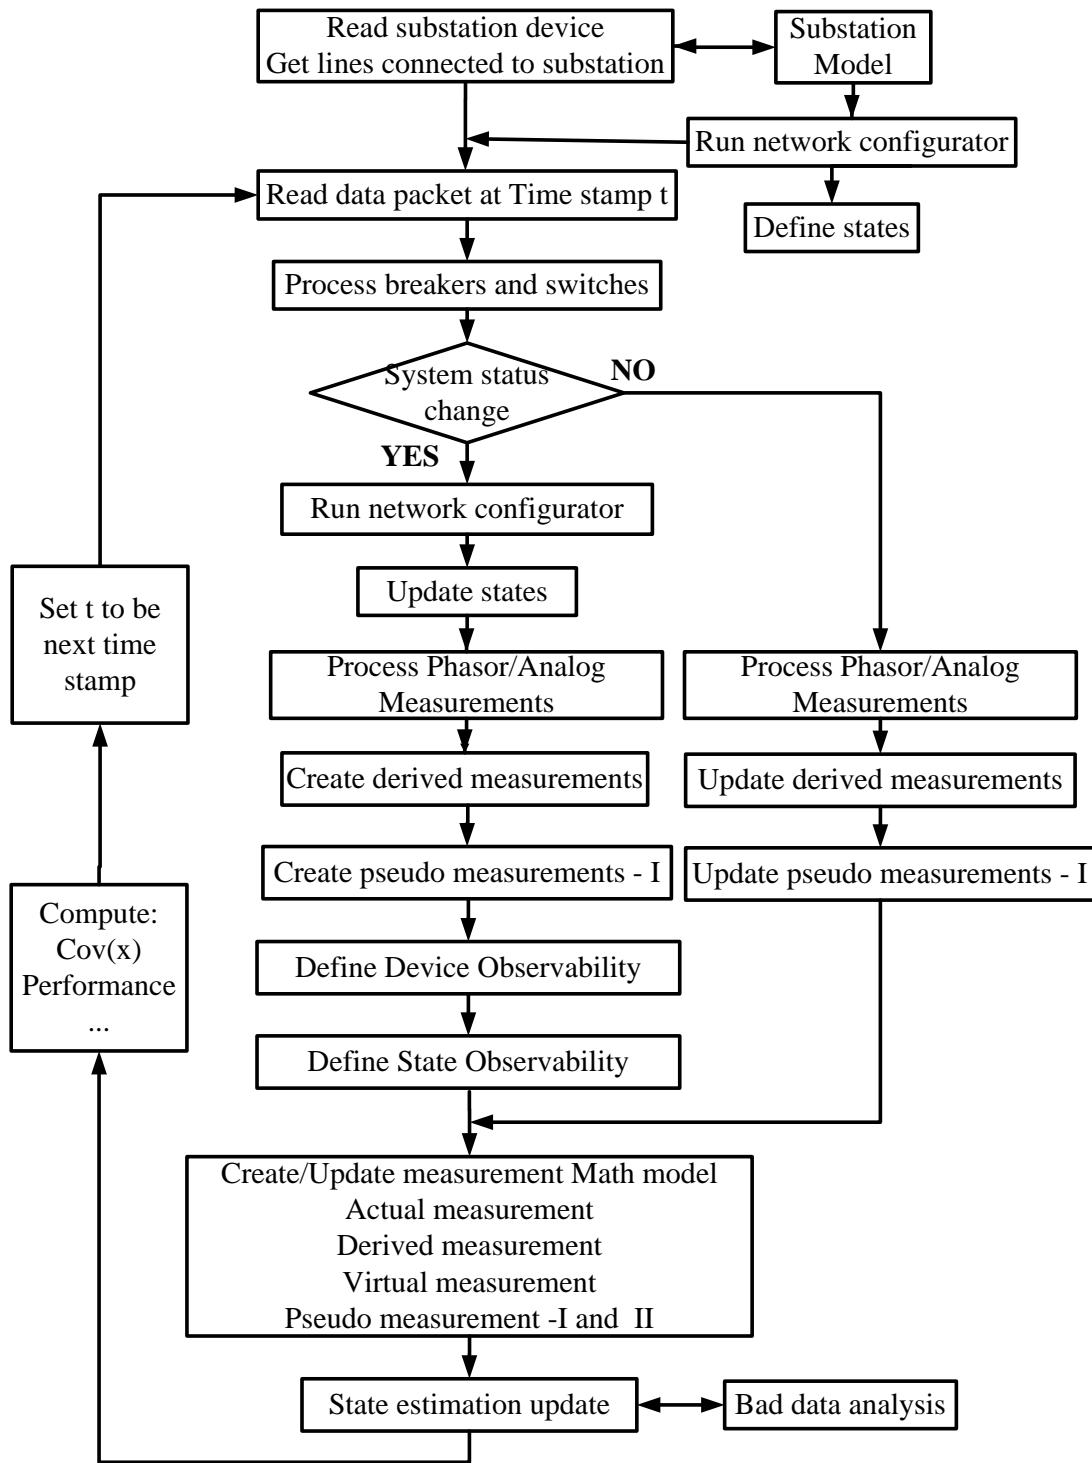 Read substation device
Get lines connected to substation
Substation
Model
Run network configurator
Define states
Read data packet at Time stamp t
Process breakers and switches
System status
change
NO
YES
Run network configurator
Update states
Process Phasor/Analog
Measurements
Create derived measurements
Create pseudo measurements - I
Define Device Observability
Define State Observability
Process Phasor/Analog
Measurements
Update derived measurements
Update pseudo measurements - I
Create/Update measurement Math model
Actual measurement
Derived measurement
Virtual measurement
Pseudo measurement -I and  II
State estimation update
Bad data analysis
Compute:
Cov(x)
Performance
...
Set t to be
next time
stamp